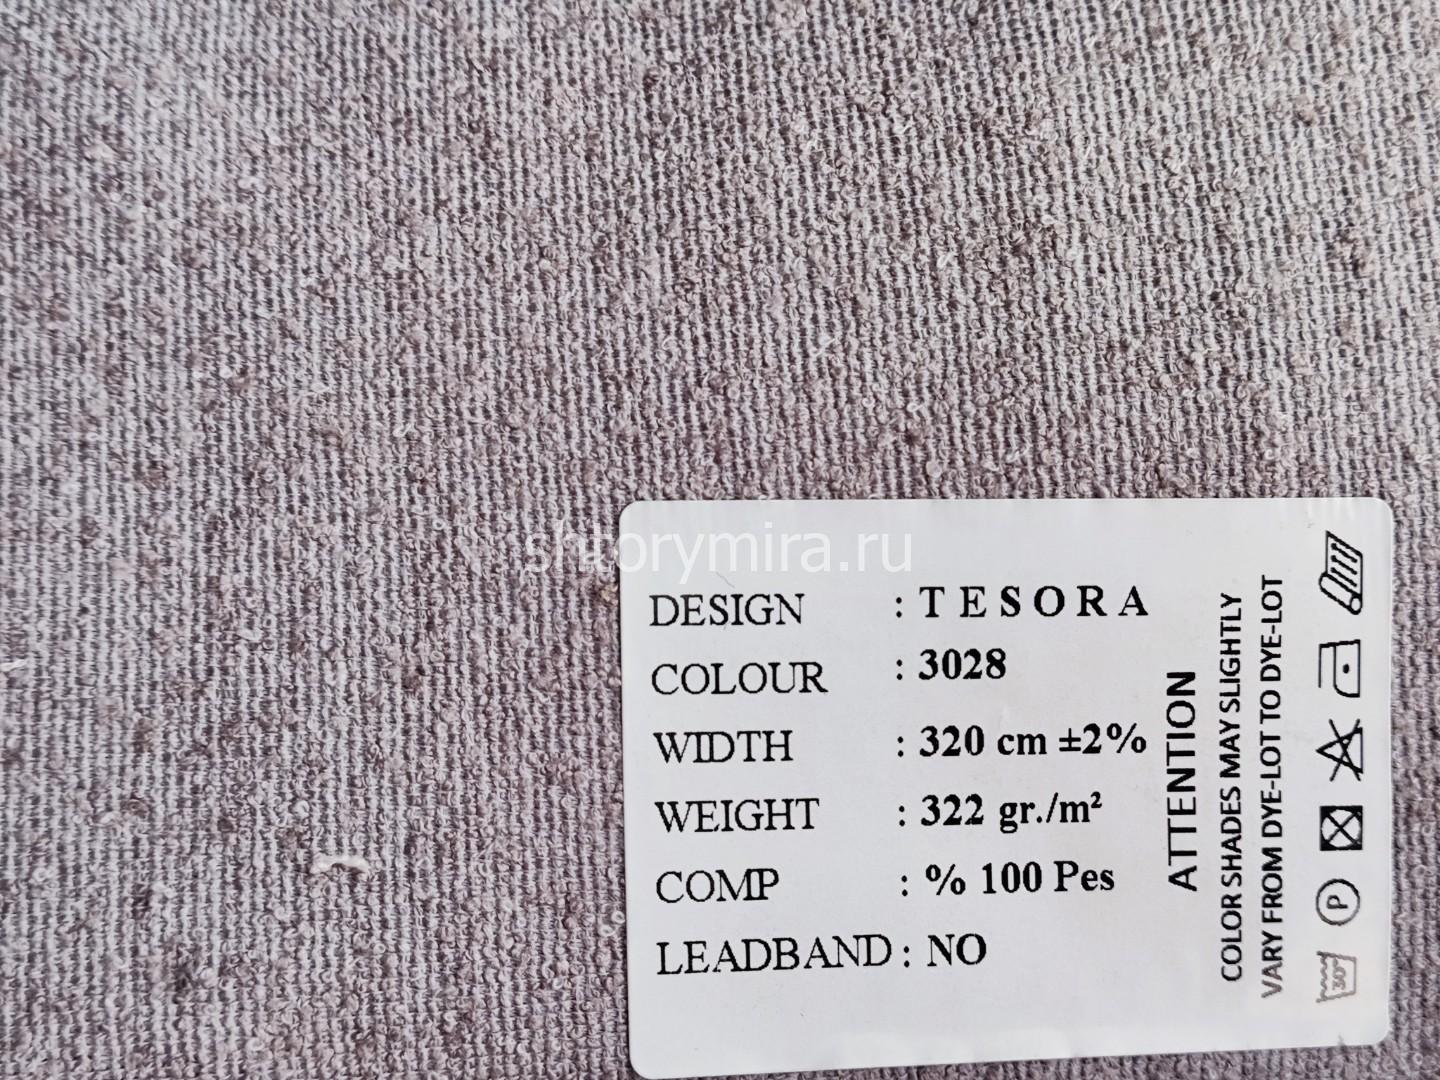 shtorymira.ru
DESIGN : TESORA
COLOUR : 3028
WIDTH : 320 cm ±2%
WEIGHT : 322 gr./m²
COMP : % 100 Pes
LEADBAND : NO
ATTENTION
COLOR SHADES MAY SLIGHTLY
VARY FROM DYE-LOT TO DYE-LOT
P
30°